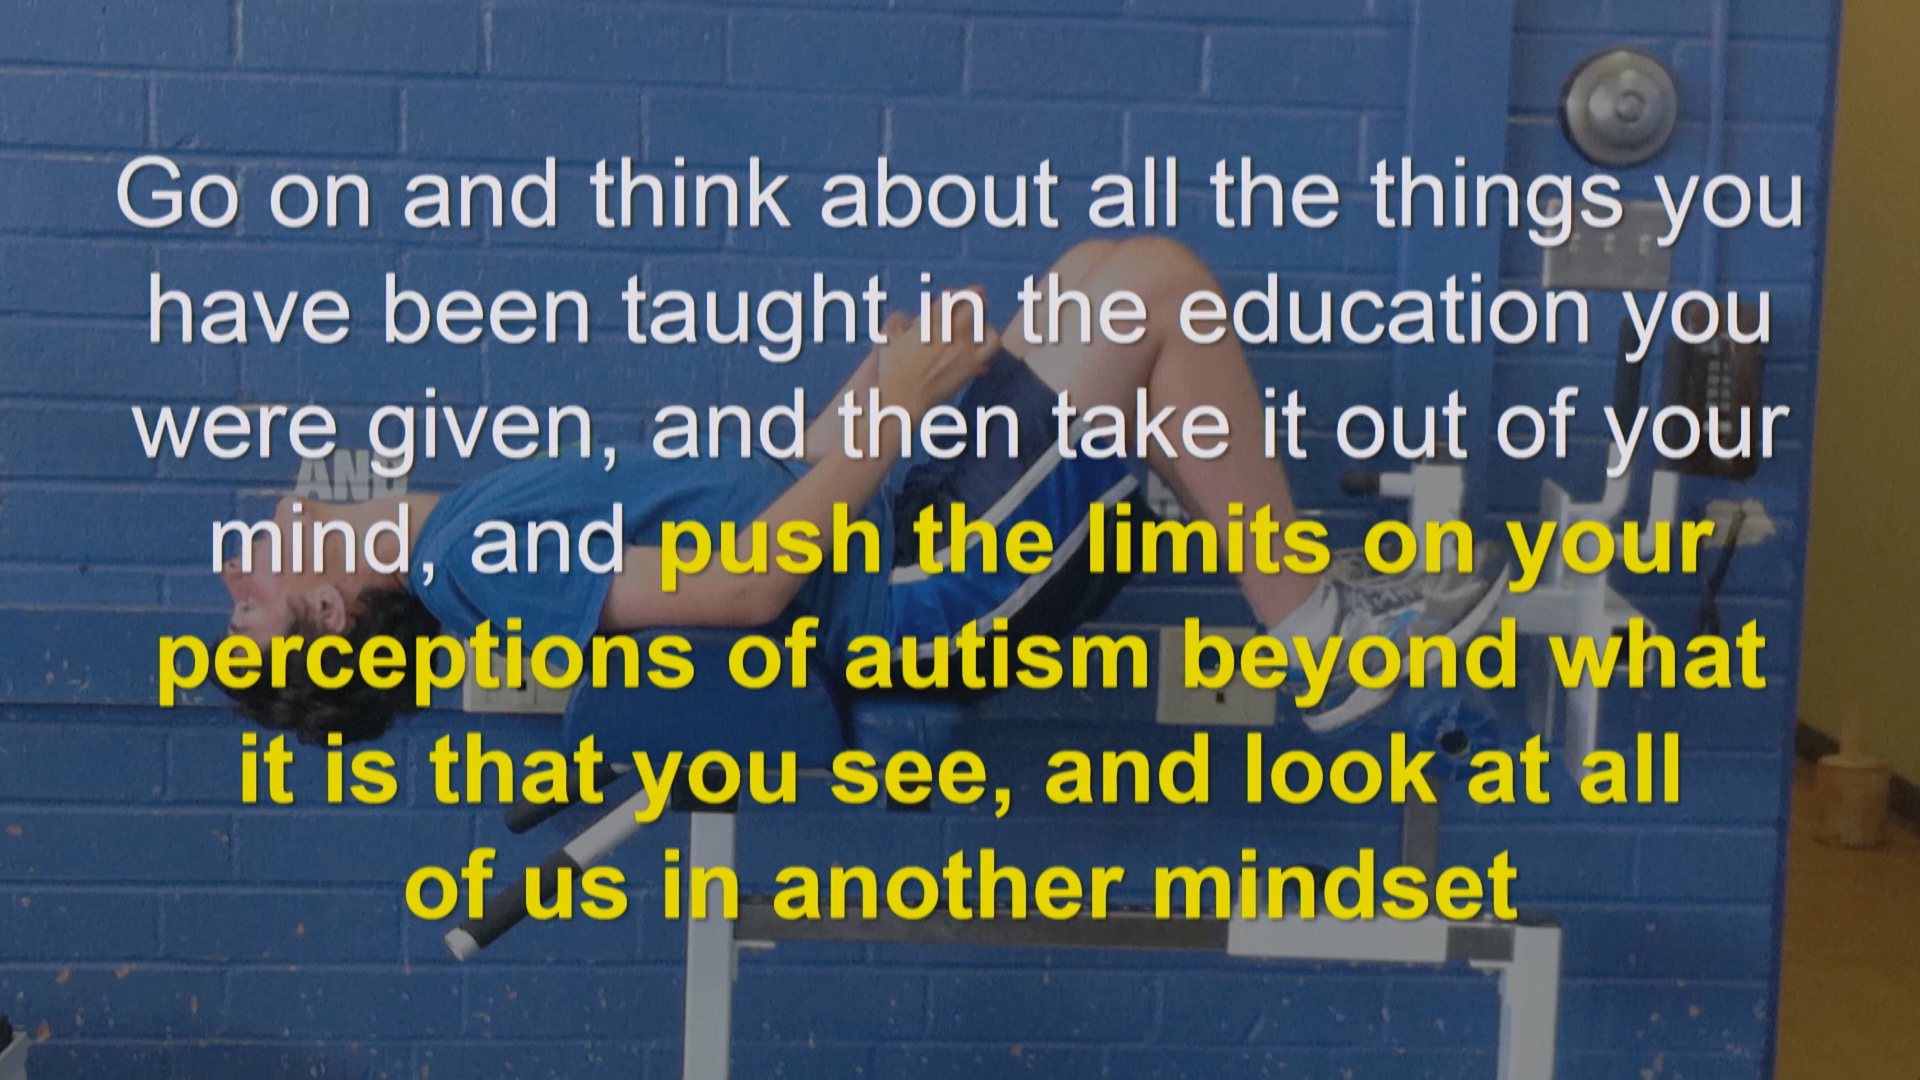 Go on and think about all the things you
have been taught in the education you
were given, and then take it out of your
mind, and push the limits on your
perceptions of autism beyond what
it is that you see, and look at all
of us in another mindset
AND